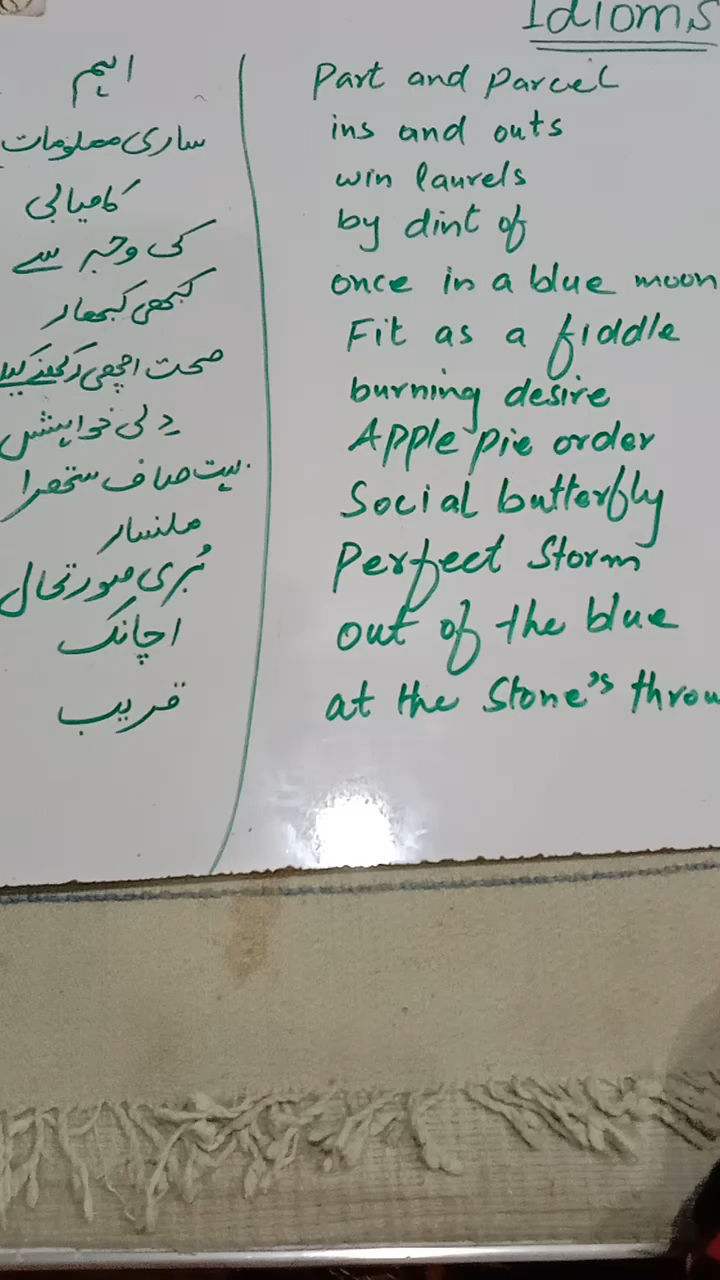 Idioms
Part and Parcel اہم
ins and outs ساری معلومات
win laurels کامیابی
by dint of کی وجہ سے
once in a blue moon کبھی کبھار
Fit as a fiddle صحت اچھی رکھنے کیلئے
burning desire دلی خواہش
Apple pie order بہت صاف ستھرا
Social butterfly ملنسار
Perfect Storm بُری صورتحال
out of the blue اچانک
at the Stone's throw قریب